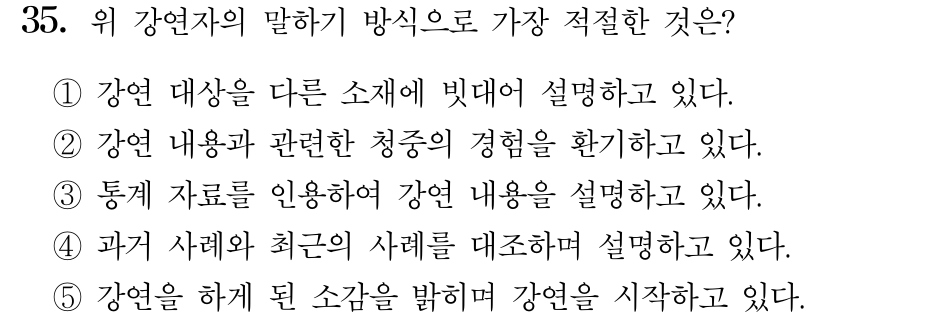 35. 위 강연자의 말하기 방식으로 가장 적절한 것은?
① 강연 대상을 다른 소재에 빗대어 설명하고 있다.
② 강연 내용과 관련한 청중의 경험을 환기하고 있다.
③ 통계 자료를 인용하여 강연 내용을 설명하고 있다.
④ 과거 사례와 최근의 사례를 대조하며 설명하고 있다.
⑤ 강연을 하게 된 소감을 밝히며 강연을 시작하고 있다.